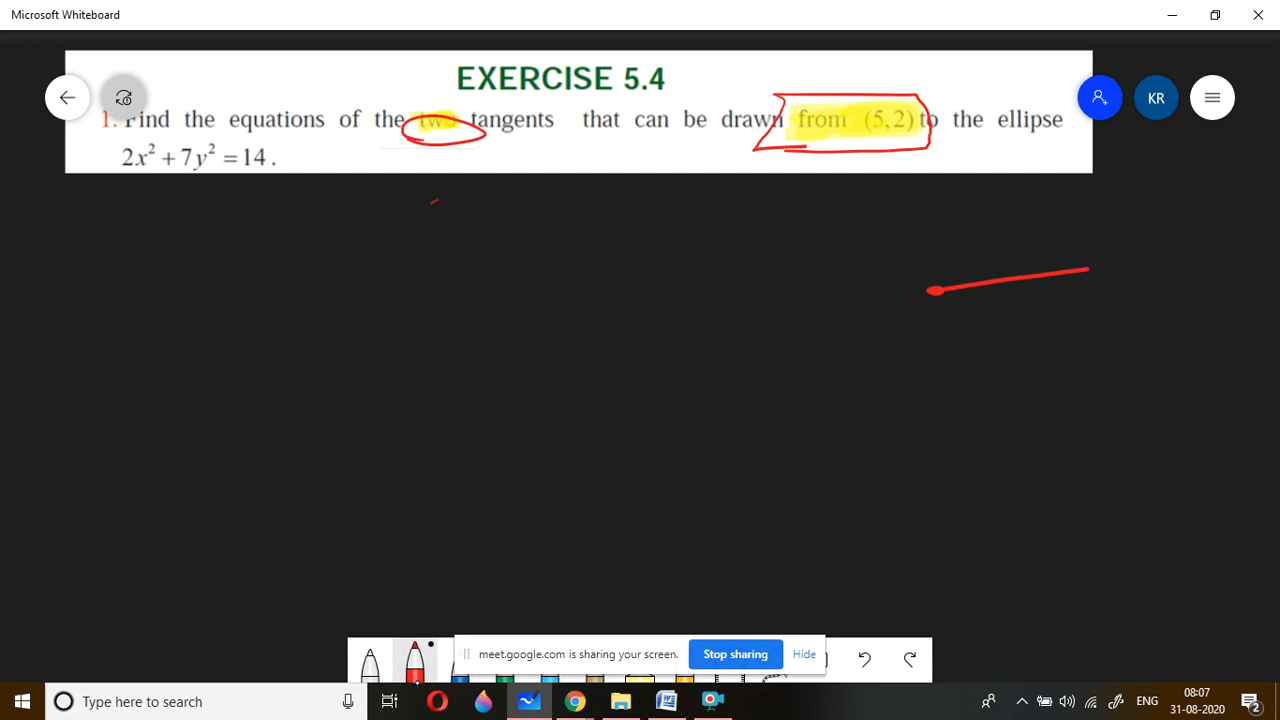 Microsoft Whiteboard
EXERCISE 5.4
1. Find the equations of the two tangents that can be drawn from (5, 2) to the ellipse
2x² + 7y² = 14.
KR
meet.google.com is sharing your screen.
Stop sharing
Hide
Type here to search
ENG
08:07
31-08-2020
2